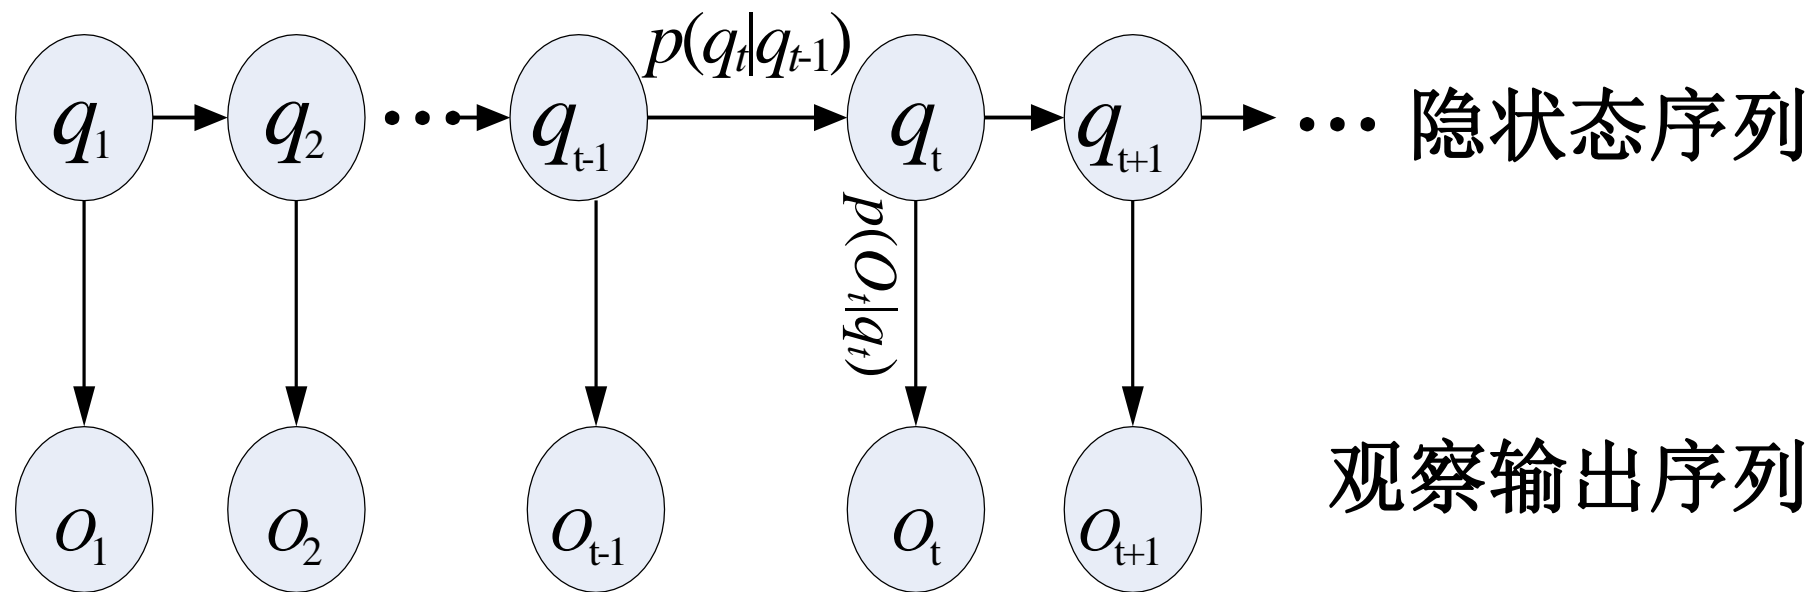 p(qt|qt-1)
q1 q2 ··· qt-1 qt qt+1 ··· 隐状态序列
p(Ot|qt)
o1 o2 ot-1 ot ot+1 观察输出序列